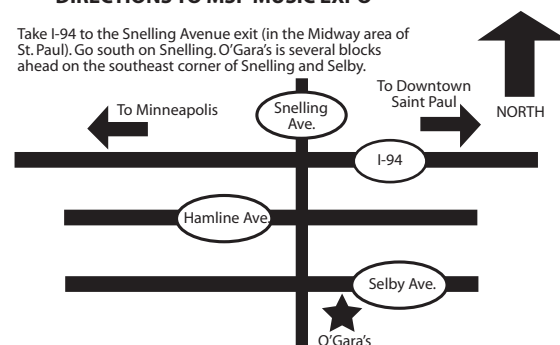 DIRECTIONS TO MSP MUSIC EXPO
Take I-94 to the Snelling Avenue exit (in the Midway area of
St. Paul). Go south on Snelling. O'Gara's is several blocks
ahead on the southeast corner of Snelling and Selby.
To Minneapolis
Snelling
Ave.
To Downtown
Saint Paul
NORTH
I-94
Hamline Ave.
Selby Ave.
O'Gara's